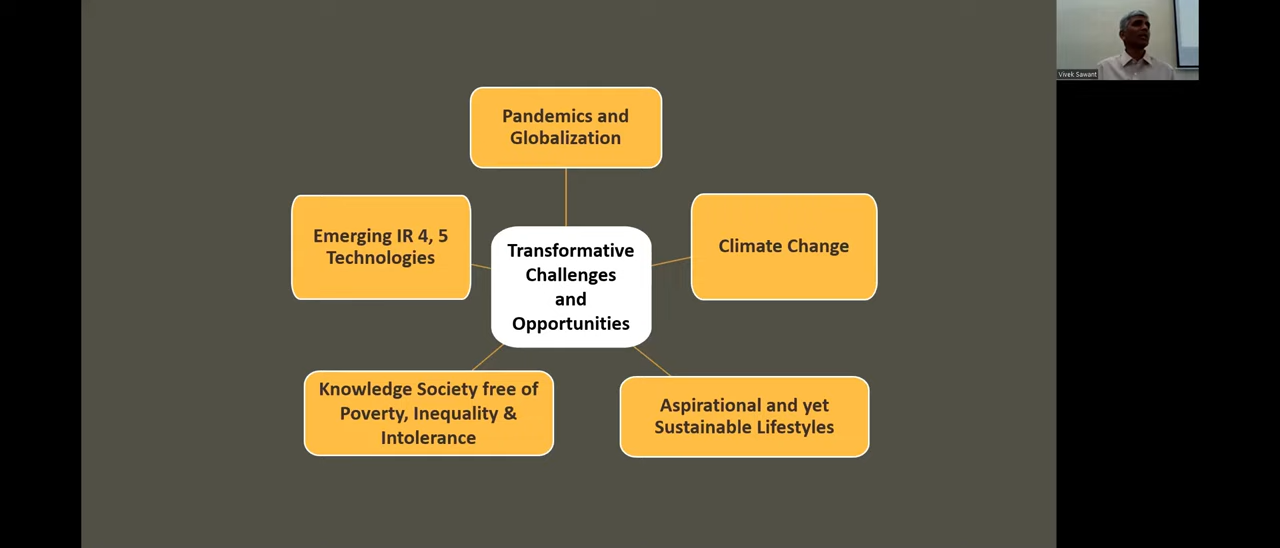 Pandemics and
Globalization
Emerging IR 4, 5
Technologies
Transformative
Challenges
and
Opportunities
Climate Change
Knowledge Society free of
Poverty, Inequality &
Intolerance
Aspirational and yet
Sustainable Lifestyles
Vivek Sawant